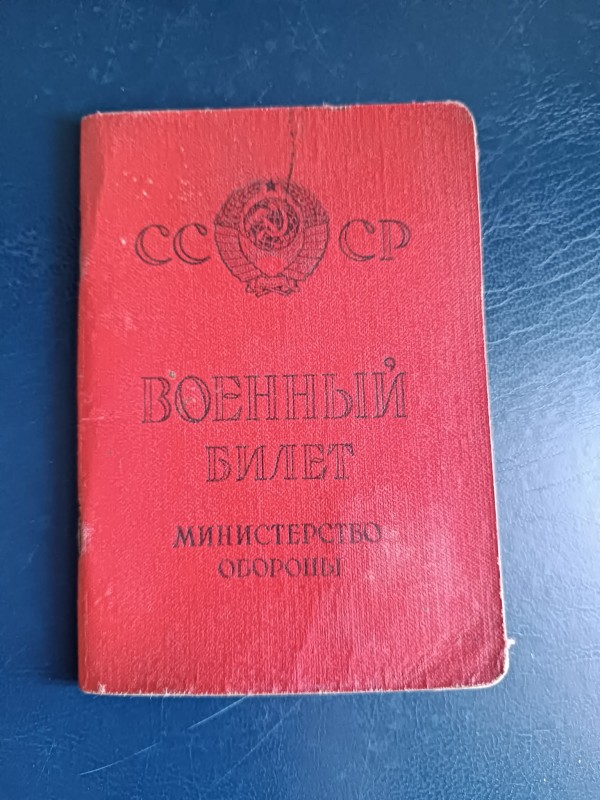 СССР
ВОЕННЫЙ
БИЛЕТ
МИНИСТЕРСТВО
ОБОРОНЫ